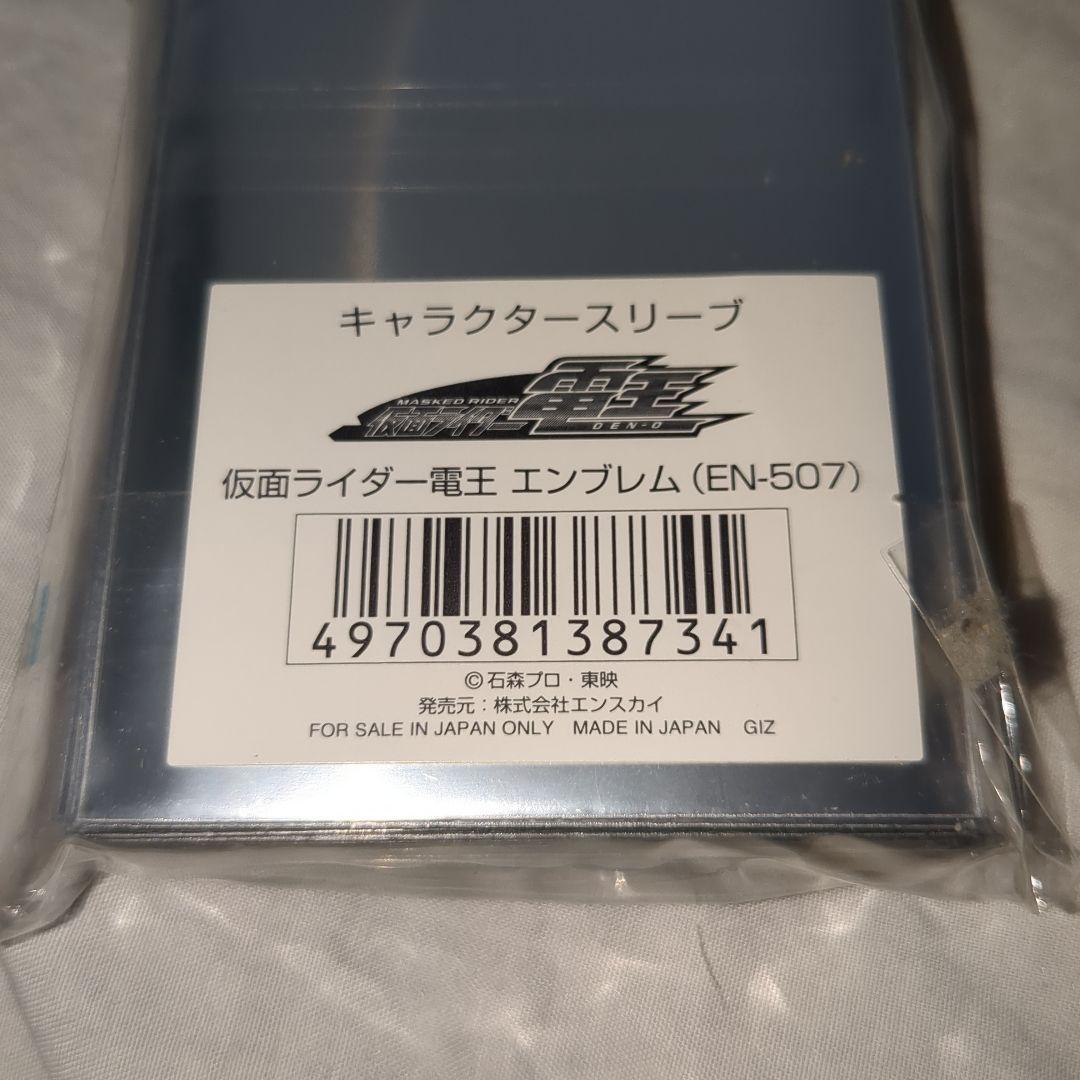 キャラクタースリーブ
MASKED RIDER
仮面ライダー電王
DEN-O
仮面ライダー電王 エンブレム (EN-507)
4970381387341
©石森プロ・東映
発売元：株式会社エンスカイ
FOR SALE IN JAPAN ONLY MADE IN JAPAN GIZ